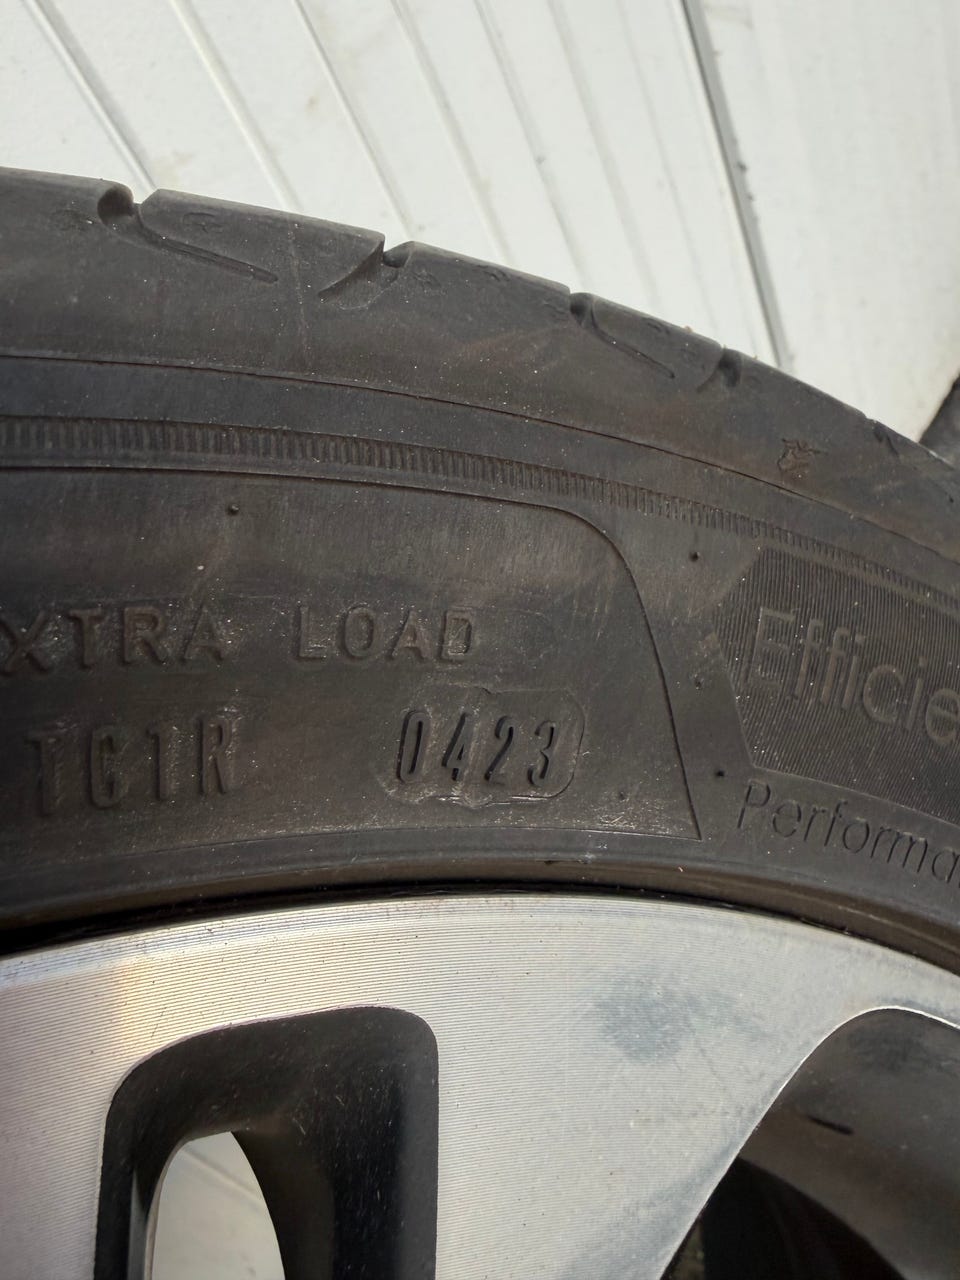 XTRA LOAD
TC1R 0423
Efficie
Performa